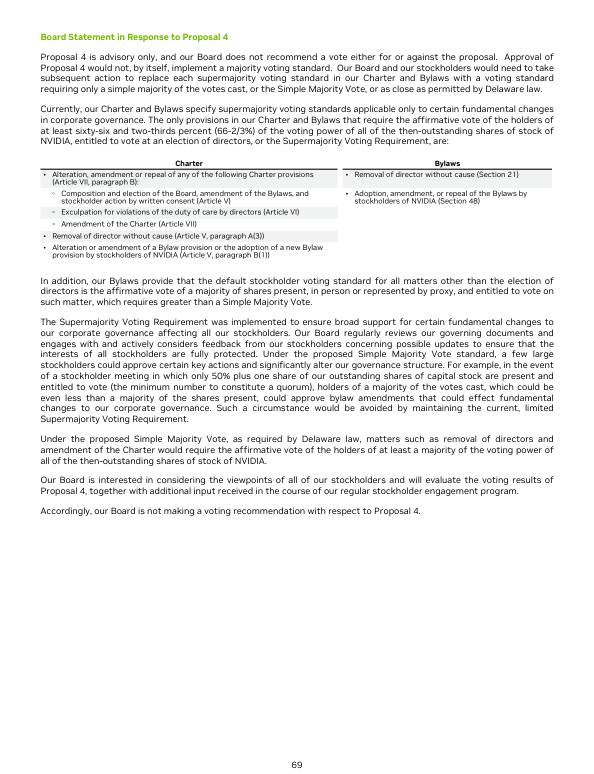 Board Statement in Response to Proposal 4
Proposal 4 is advisory only, and our Board does not recommend a vote either for or against the proposal. Approval of
Proposal 4 would not, by itself, implement a majority voting standard. Our Board and our stockholders would need to take
subsequent action to replace each supermajority voting standard in our Charter and Bylaws with a voting standard
requiring only a simple majority of the votes cast, or the Simple Majority Vote, or as close as permitted by Delaware law.
Currently, our Charter and Bylaws specify supermajority voting standards applicable only to certain fundamental changes
in corporate governance. The only provisions in our Charter and Bylaws that require the affirmative vote of the holders of
at least sixty-six and two-thirds percent (66-2/3%) of the voting power of all of the then-outstanding shares of stock of
NVIDIA, entitled to vote at an election of directors, or the Supermajority Voting Requirement, are:
Charter
• Alteration, amendment or repeal of any of the following Charter provisions
(Article VII, paragraph B):
◦ Composition and election of the Board, amendment of the Bylaws, and
stockholder action by written consent (Article V)
◦ Exculpation for violations of the duty of care by directors (Article VI)
◦ Amendment of the Charter (Article VII)
• Removal of director without cause (Article V, paragraph A(3))
• Alteration or amendment of a Bylaw provision or the adoption of a new Bylaw
provision by stockholders of NVIDIA (Article V, paragraph B(1))
Bylaws
• Removal of director without cause (Section 21)
• Adoption, amendment, or repeal of the Bylaws by
stockholders of NVIDIA (Section 48)
In addition, our Bylaws provide that the default stockholder voting standard for all matters other than the election of
directors is the affirmative vote of a majority of shares present, in person or represented by proxy, and entitled to vote on
such matter, which requires greater than a Simple Majority Vote.
The Supermajority Voting Requirement was implemented to ensure broad support for certain fundamental changes to
our corporate governance affecting all our stockholders. Our Board regularly reviews our governing documents and
engages with and actively considers feedback from our stockholders concerning possible updates to ensure that the
interests of all stockholders are fully protected. Under the proposed Simple Majority Vote standard, a few large
stockholders could approve certain key actions and significantly alter our governance structure. For example, in the event
of a stockholder meeting in which only 50% plus one share of our outstanding shares of capital stock are present and
entitled to vote (the minimum number to constitute a quorum), holders of a majority of the votes cast, which could be
even less than a majority of the shares present, could approve bylaw amendments that could effect fundamental
changes to our corporate governance. Such a circumstance would be avoided by maintaining the current, limited
Supermajority Voting Requirement.
Under the proposed Simple Majority Vote, as required by Delaware law, matters such as removal of directors and
amendment of the Charter would require the affirmative vote of the holders of at least a majority of the voting power of
all of the then-outstanding shares of stock of NVIDIA.
Our Board is interested in considering the viewpoints of all of our stockholders and will evaluate the voting results of
Proposal 4, together with additional input received in the course of our regular stockholder engagement program.
Accordingly, our Board is not making a voting recommendation with respect to Proposal 4.
69